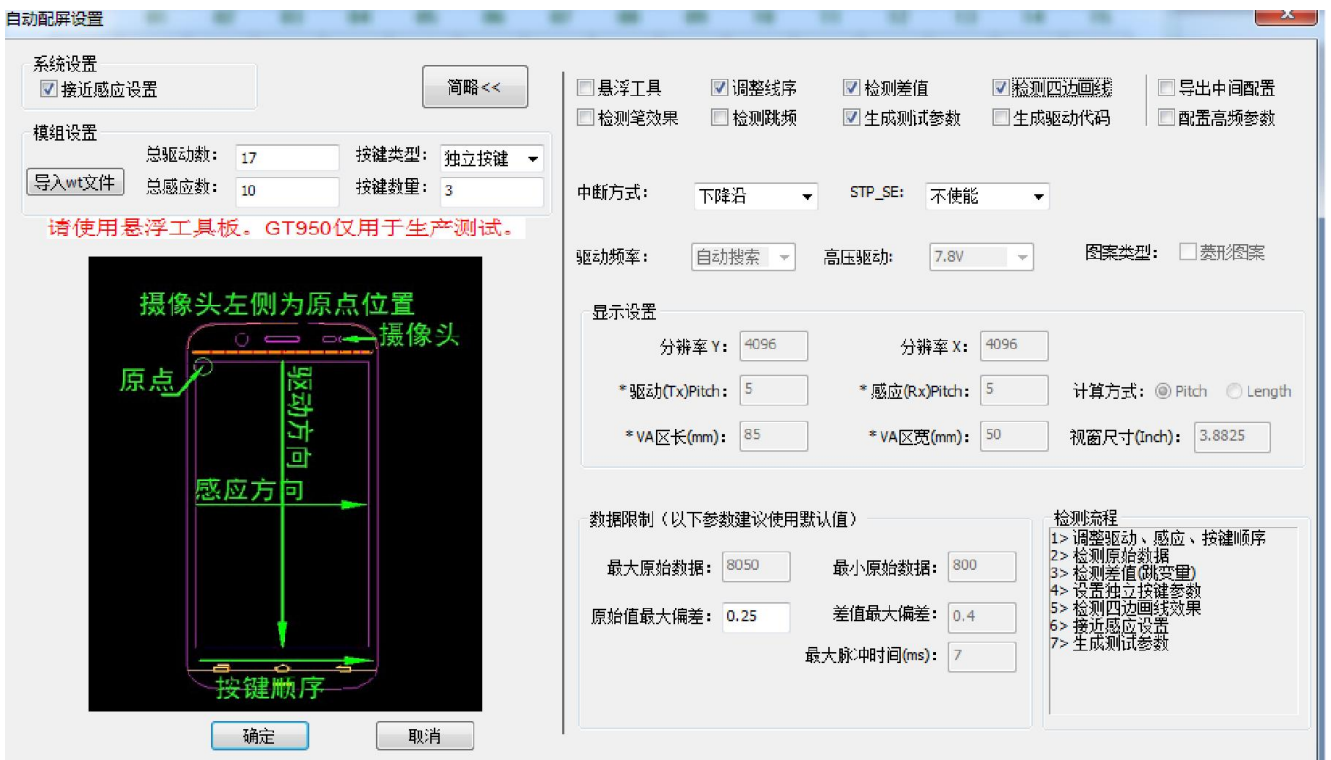 自动配屏设置
系统设置
接近感应设置
简略<<
模组设置
导入wt文件
总驱动数: 17
按键类型: 独立按键
总感应数: 10
按键数量: 3
请使用悬浮工具板。GT950仅用于生产测试。
摄像头左侧为原点位置
摄像头
原点
驱动方向
感应方向
按键顺序
确定
取消
悬浮工具 调整线序 检测差值 检测四边画线 导出中间配置
检测笔效果 检测跳频 生成测试参数 生成驱动代码 配置高频参数
中断方式: 下降沿 STP_SE: 不使能
驱动频率: 自动搜索 高压驱动: 7.8V 图案类型: 菱形图案
显示设置
分辨率Y: 4096 分辨率X: 4096
*驱动(Tx)Pitch: 5 *感应(Rx)Pitch: 5 计算方式: Pitch Length
*VA区长(mm): 85 *VA区宽(mm): 50 视窗尺寸(Inch): 3.8825
数据限制(以下参数建议使用默认值)
最大原始数据: 8050 最小原始数据: 800
原始值最大偏差: 0.25 差值最大偏差: 0.4
最大脉冲时间(ms): 7
检测流程
1>调整驱动、感应、按键顺序
2>检测原始数据
3>检测差值(跳变量)
4>设置独立按键参数
5>检测四边画线效果
6>接近感应设置
7>生成测试参数